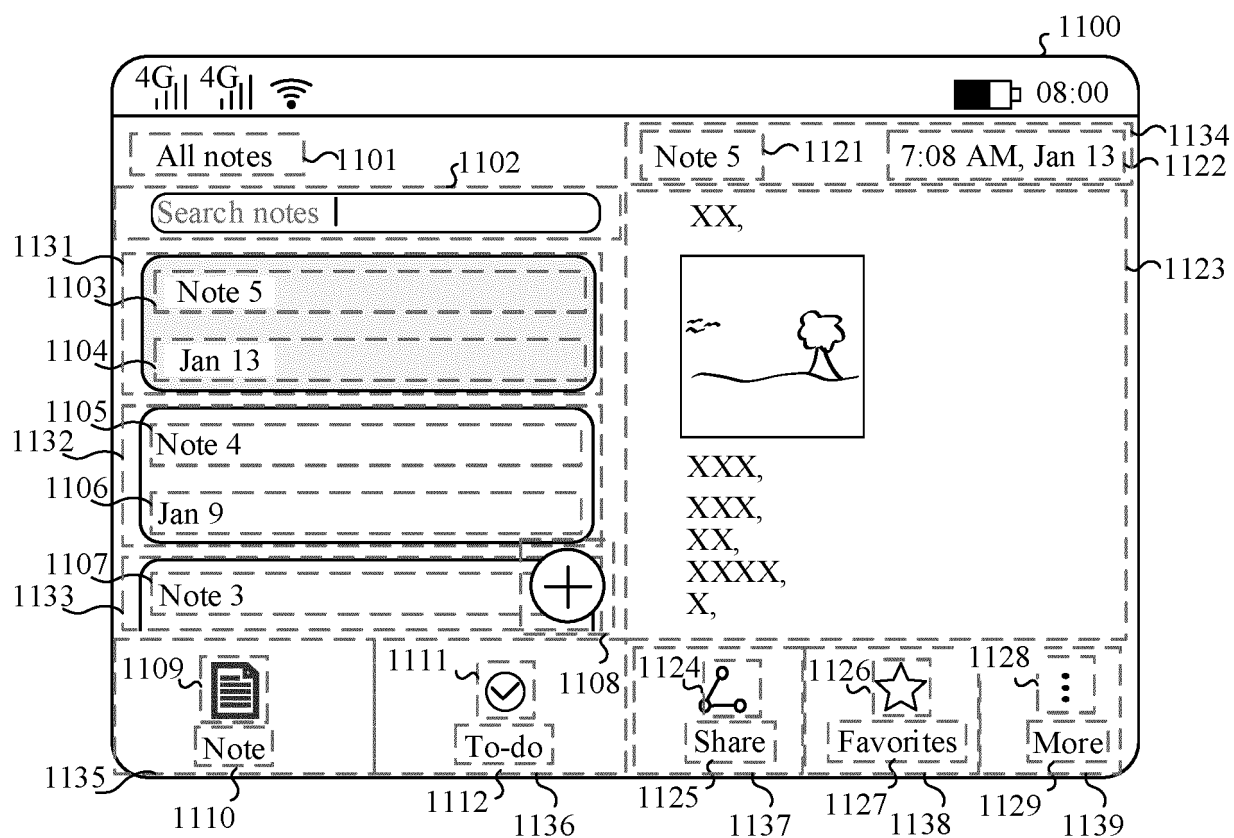 1100
4G 4G 08:00
1134
All notes 1101 Note 5 1121 7:08 AM, Jan 13
1122
1102
Search notes XX,
1131
1123
1103 Note 5
1104 Jan 13
1105
1132 Note 4
XXX,
1106
Jan 9
XXX,
XX,
1107
XXXX,
1133 Note 3 X,
1109 1111 1108 1124 1126 1128
Note To-do Share Favorites More
1135
1110 1112 1136 1125 1137 1127 1138 1129 1139